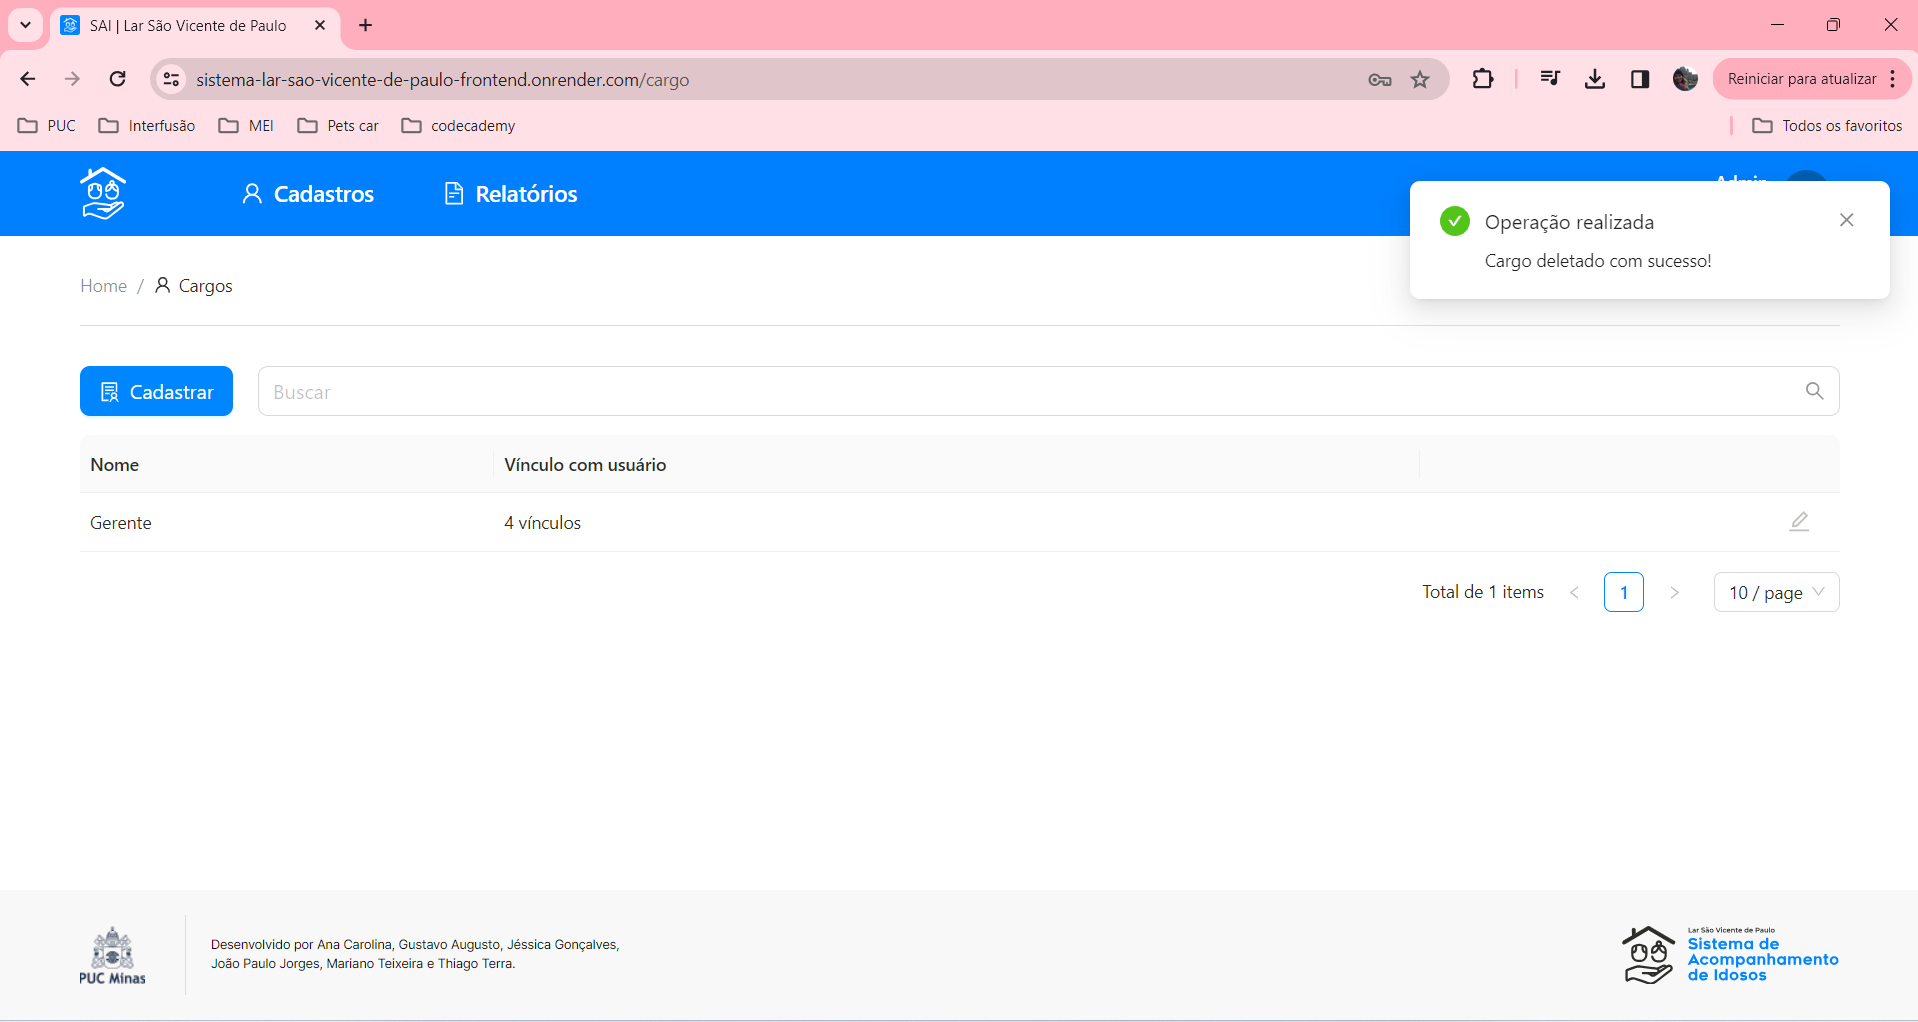 SAI | Lar São Vicente de Paulo
sistema-lar-sao-vicente-de-paulo-frontend.onrender.com/cargo
Reiniciar para atualizar
PUC
Interfusão
MEI
Pets car
codecademy
Todos os favoritos
Cadastros
Relatórios
Admin
Operação realizada
Cargo deletado com sucesso!
Home / Cargos
Cadastrar
Buscar
Nome
Vínculo com usuário
Gerente
4 vínculos
Total de 1 items
1
10 / page
PUC Minas
Desenvolvido por Ana Carolina, Gustavo Augusto, Jéssica Gonçalves,
João Paulo Jorges, Mariano Teixeira e Thiago Terra.
Lar São Vicente de Paulo
Sistema de
Acompanhamento
de Idosos